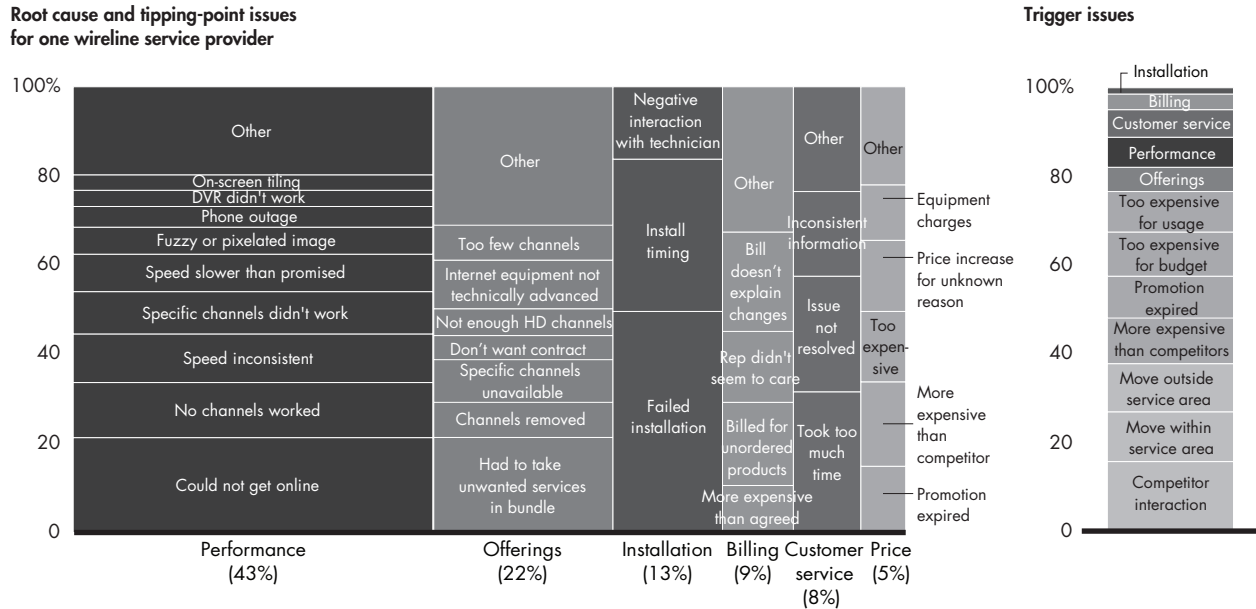 Root cause and tipping-point issues
for one wireline service provider
100%
80
60
40
20
0
Other
On-screen tiling
DVR didn't work
Phone outage
Fuzzy or pixelated image
Speed slower than promised
Specific channels didn't work
Speed inconsistent
No channels worked
Could not get online
Performance
(43%)
Other
Too few channels
Internet equipment not
technically advanced
Not enough HD channels
Don’t want contract
Specific channels
unavailable
Channels removed
Had to take
unwanted services
in bundle
Offerings
(22%)
Negative
interaction
with technician
Install
timing
Failed
installation
Installation
(13%)
Other
Bill
doesn’t
explain
changes
Rep didn't
seem to care
Billed for
unordered
products
More expensive
than agreed
Billing
(9%)
Other
Inconsistent
information
Issue
not
resolved
Took too
much
time
Customer
service
(8%)
Other
Equipment
charges
Price increase
for unknown
reason
Too
expen-
sive
More
expensive
than
competitor
Promotion
expired
Price
(5%)
Trigger issues
100%
80
60
40
20
0
Installation
Billing
Customer service
Performance
Offerings
Too expensive
for usage
Too expensive
for budget
Promotion
expired
More expensive
than competitors
Move outside
service area
Move within
service area
Competitor
interaction